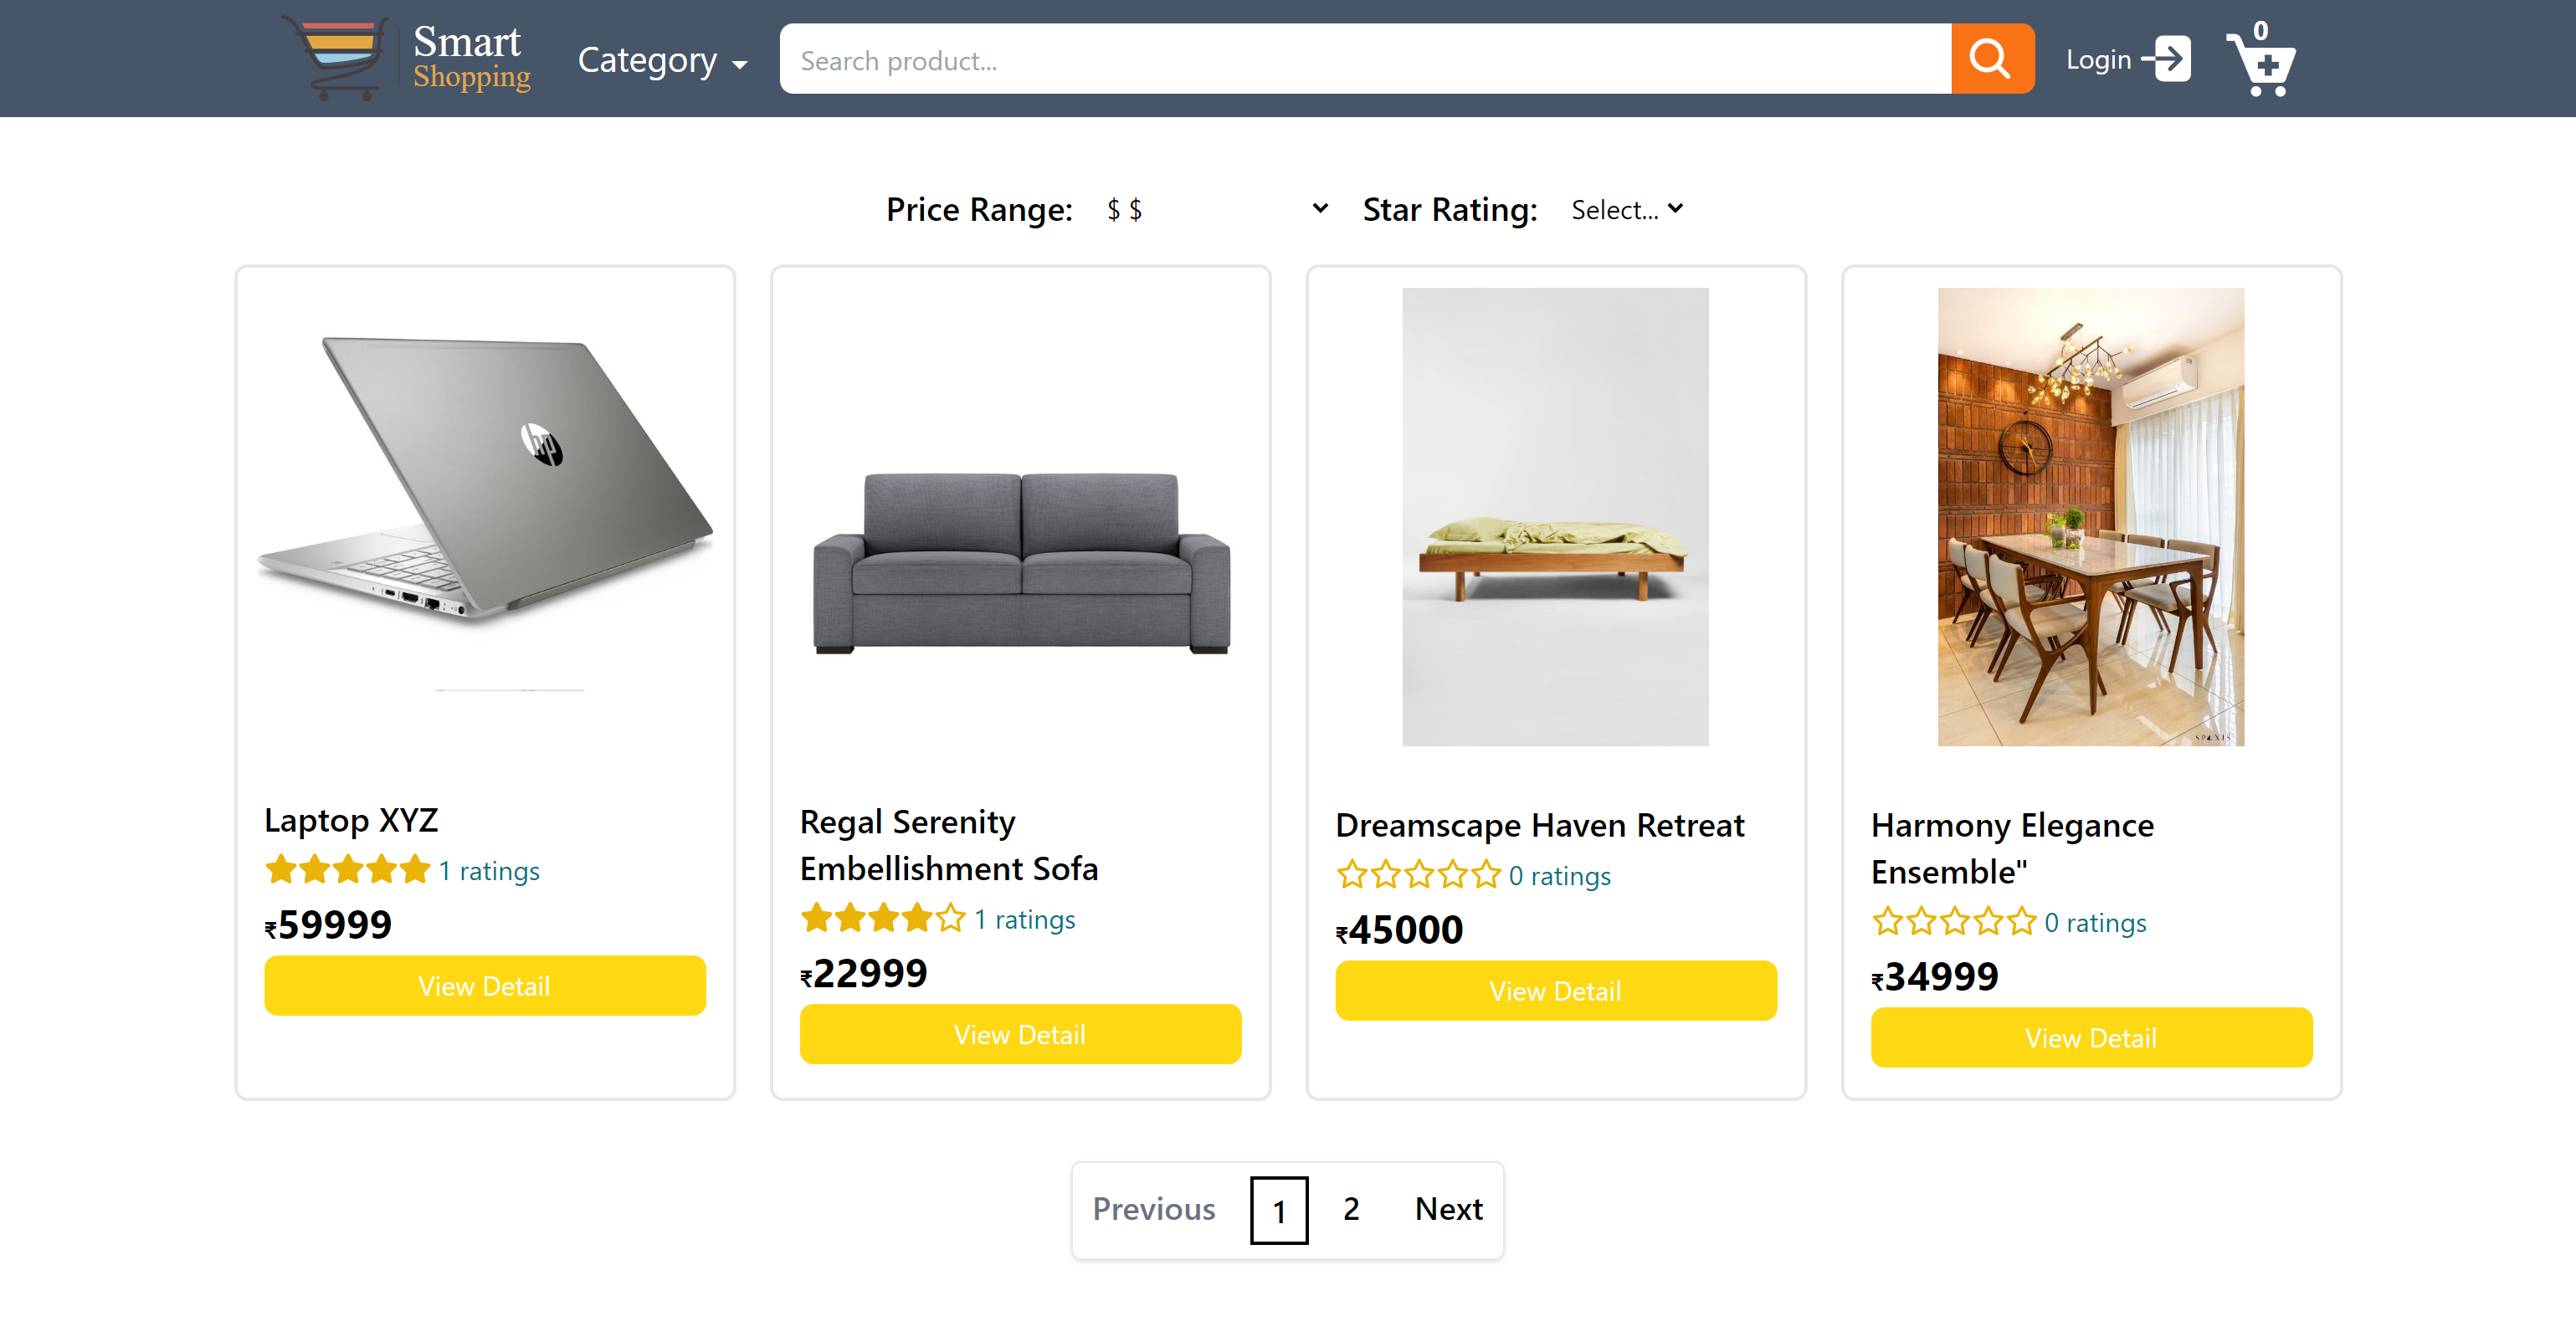 Smart
Shopping
Category
Search product...
Login
0
Price Range: $ $
Star Rating: Select...
hp
SPAXIS
Laptop XYZ
1 ratings
₹59999
View Detail
Regal Serenity
Embellishment Sofa
1 ratings
₹22999
View Detail
Dreamscape Haven Retreat
0 ratings
₹45000
View Detail
Harmony Elegance
Ensemble"
0 ratings
₹34999
View Detail
Previous 1 2 Next